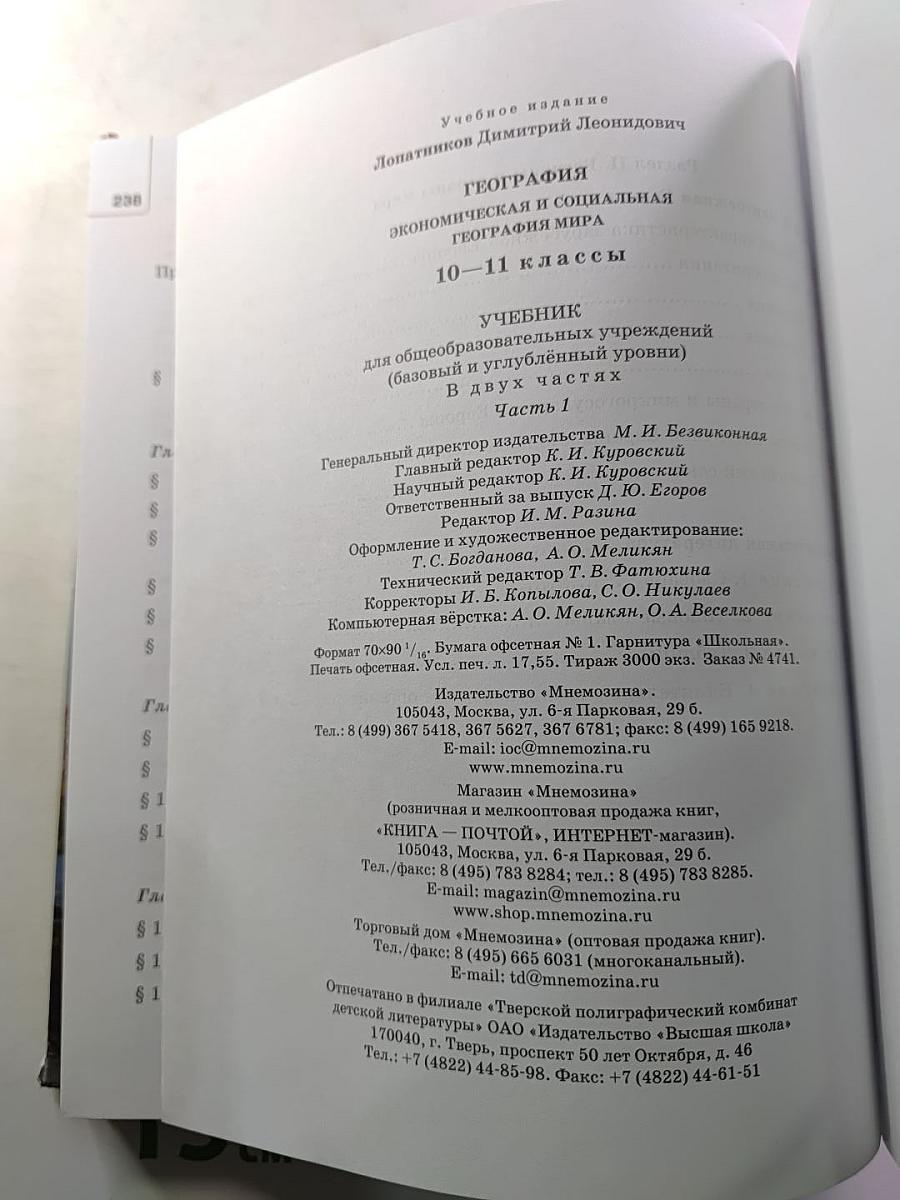 Учебное издание
Лопатников Димитрий Леонидович
ГЕОГРАФИЯ
ЭКОНОМИЧЕСКАЯ И СОЦИАЛЬНАЯ
ГЕОГРАФИЯ МИРА
10—11 классы
УЧЕБНИК
для общеобразовательных учреждений
(базовый и углублённый уровни)
В двух частях
Часть 1
Генеральный директор издательства М. И. Безвиконная
Главный редактор К. И. Куровский
Научный редактор К. И. Куровский
Ответственный за выпуск Д. Ю. Егоров
Редактор И. М. Разина
Оформление и художественное редактирование:
Т. С. Богданова, А. О. Меликян
Технический редактор Т. В. Фатюхина
Корректоры И. Б. Копылова, С. О. Никулаев
Компьютерная вёрстка: А. О. Меликян, О. А. Веселкова
Формат 70×90 1/16. Бумага офсетная № 1. Гарнитура «Школьная».
Печать офсетная. Усл. печ. л. 17,55. Тираж 3000 экз. Заказ № 4741.
Издательство «Мнемозина».
105043, Москва, ул. 6-я Парковая, 29 б.
Тел.: 8 (499) 367 5418, 367 5627, 367 6781; факс: 8 (499) 165 9218.
E-mail: ioc@mnemozina.ru
www.mnemozina.ru
Магазин «Мнемозина»
(розничная и мелкооптовая продажа книг,
«КНИГА — ПОЧТОЙ», ИНТЕРНЕТ-магазин).
105043, Москва, ул. 6-я Парковая, 29 б.
Тел./факс: 8 (495) 783 8284; тел.: 8 (495) 783 8285.
E-mail: magazin@mnemozina.ru
www.shop.mnemozina.ru
Торговый дом «Мнемозина» (оптовая продажа книг).
Тел./факс: 8 (495) 665 6031 (многоканальный).
E-mail: td@mnemozina.ru
Отпечатано в филиале «Тверской полиграфический комбинат
детской литературы» ОАО «Издательство «Высшая школа»
170040, г. Тверь, проспект 50 лет Октября, д. 46
Тел.: +7 (4822) 44-85-98. Факс: +7 (4822) 44-61-51
238
§
§
§
§
§
§
§
§
§
§ 1
§ 1
§ 1
§ 1
§ 1